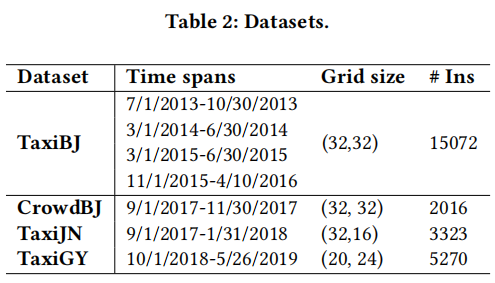 Table 2: Datasets.
Dataset Time spans Grid size # Ins
7/1/2013-10/30/2013
3/1/2014-6/30/2014
TaxiBJ (32,32) 15072
3/1/2015-6/30/2015
11/1/2015-4/10/2016
CrowdBJ 9/1/2017-11/30/2017 (32, 32) 2016
TaxiJN 9/1/2017-1/31/2018 (32,16) 3323
TaxiGY 10/1/2018-5/26/2019 (20, 24) 5270